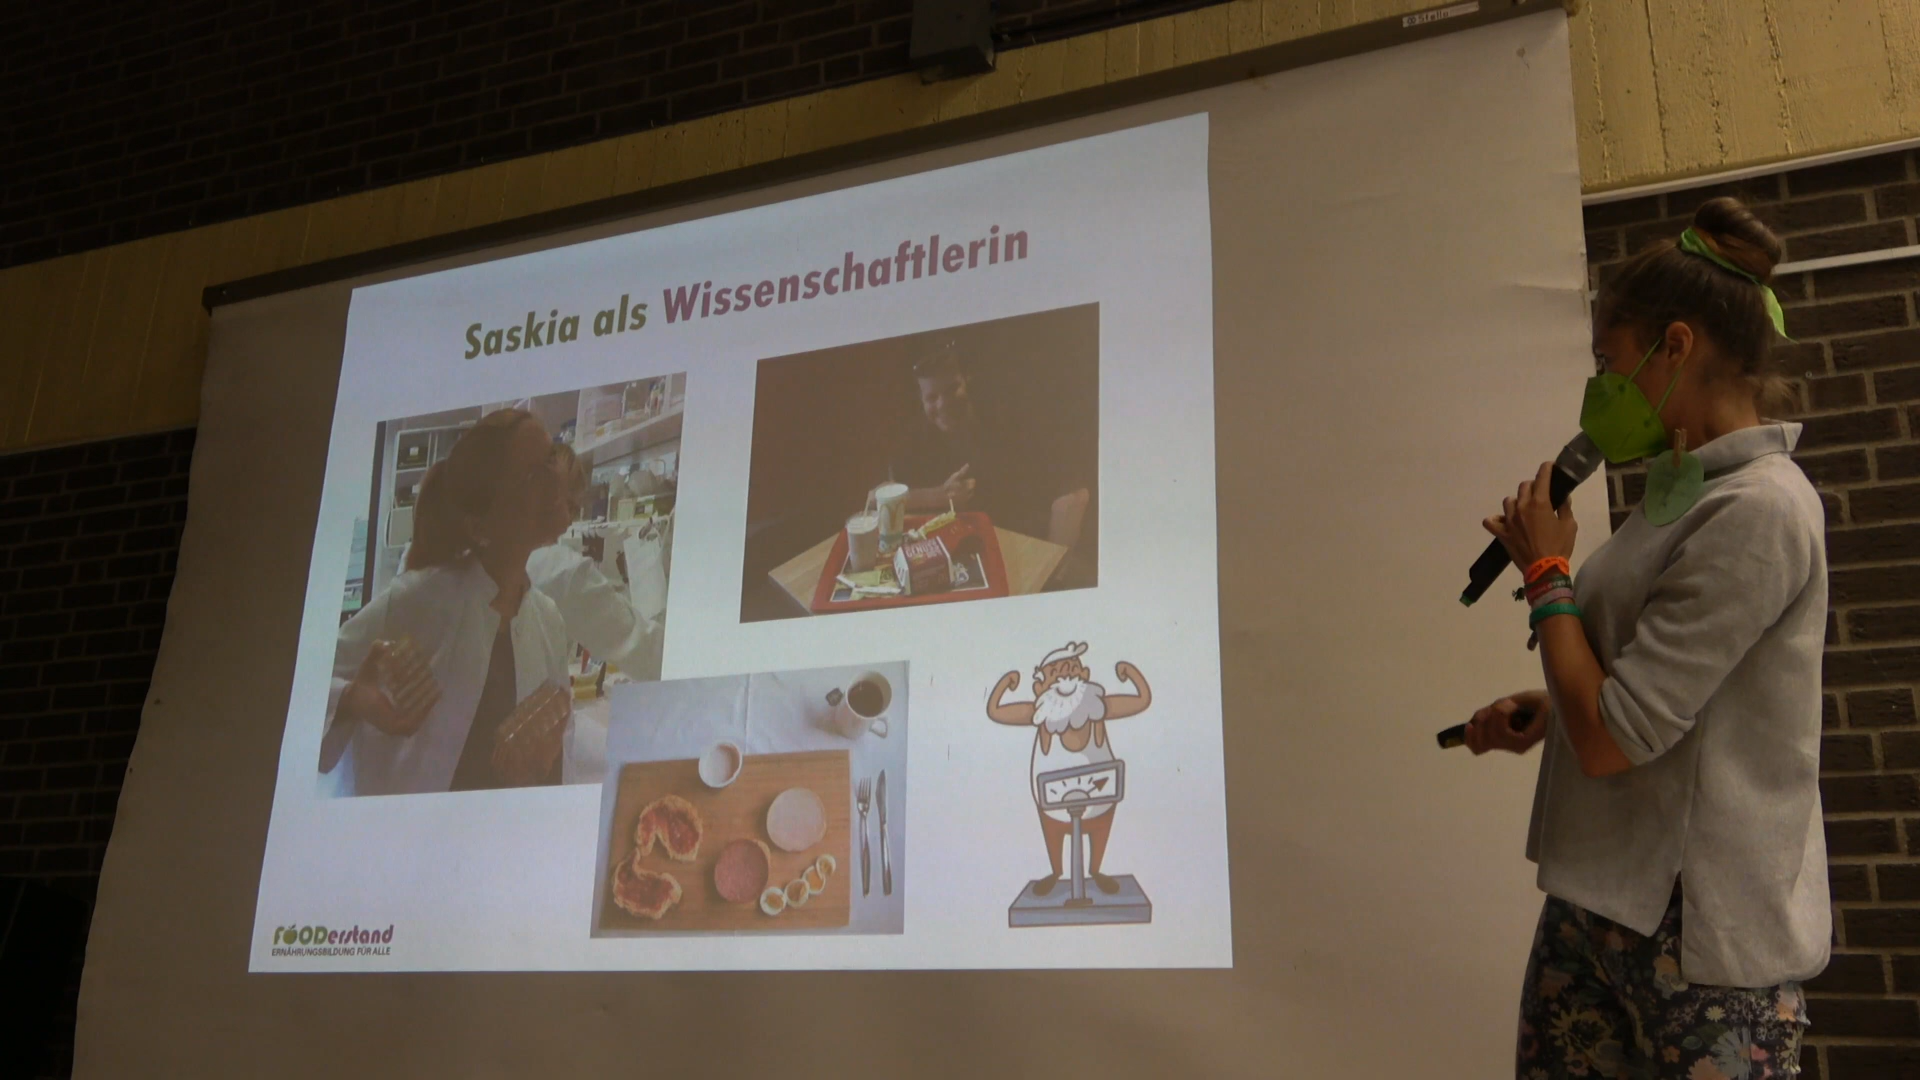 Saskia als Wissenschaftlerin
FOODerstand
ERNÄHRUNGSBILDUNG FÜR ALLE